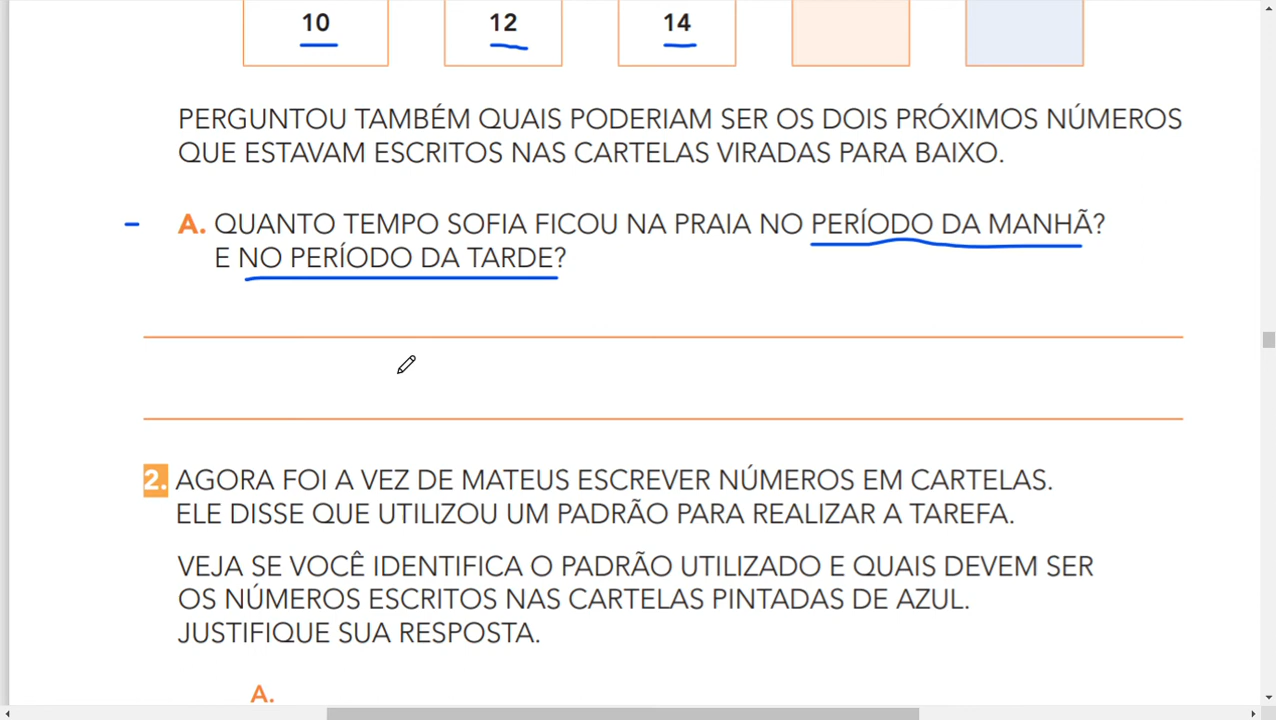 10 12 14
PERGUNTOU TAMBÉM QUAIS PODERIAM SER OS DOIS PRÓXIMOS NÚMEROS
QUE ESTAVAM ESCRITOS NAS CARTELAS VIRADAS PARA BAIXO.
A. QUANTO TEMPO SOFIA FICOU NA PRAIA NO PERÍODO DA MANHÃ?
E NO PERÍODO DA TARDE?
2. AGORA FOI A VEZ DE MATEUS ESCREVER NÚMEROS EM CARTELAS.
ELE DISSE QUE UTILIZOU UM PADRÃO PARA REALIZAR A TAREFA.
VEJA SE VOCÊ IDENTIFICA O PADRÃO UTILIZADO E QUAIS DEVEM SER
OS NÚMEROS ESCRITOS NAS CARTELAS PINTADAS DE AZUL.
JUSTIFIQUE SUA RESPOSTA.
A.